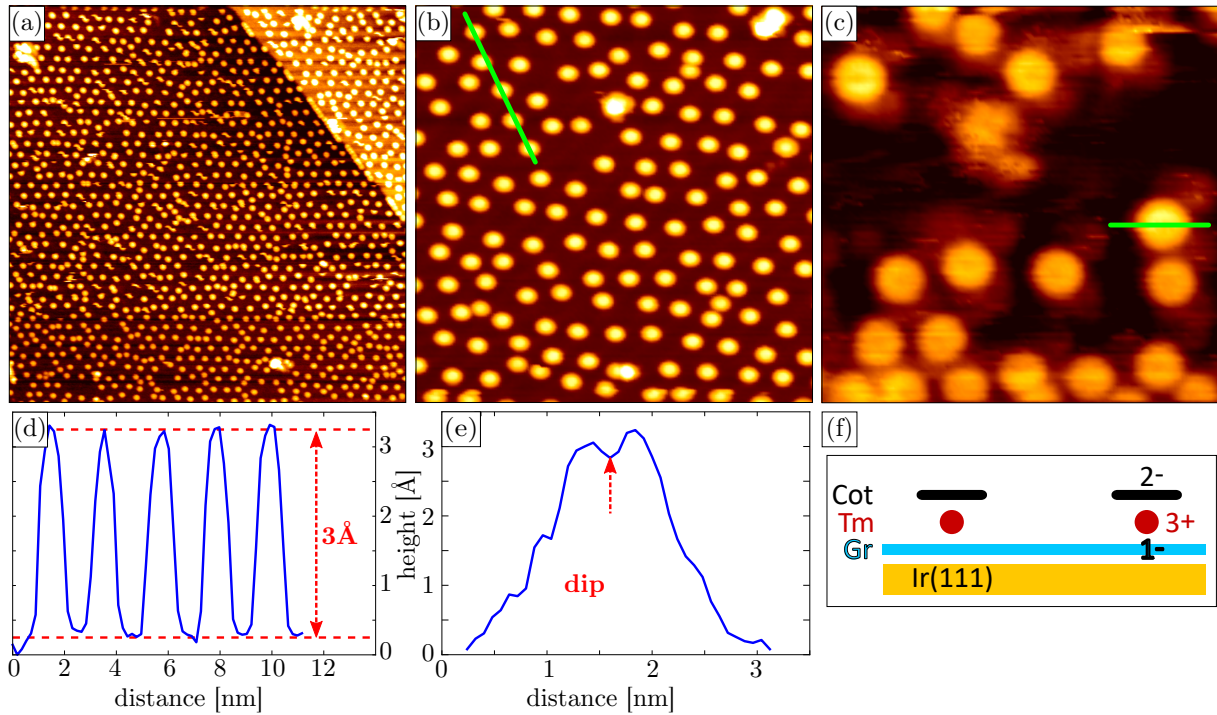 (a)
(b)
(c)
(d)
3Å
3
2
1
0
height [Å]
0 2 4 6 8 10 12
distance [nm]
(e)
3
2
1
0
dip
0 1 2 3
distance [nm]
(f)
2-
Cot
Tm
3+
Gr
1-
Ir(111)